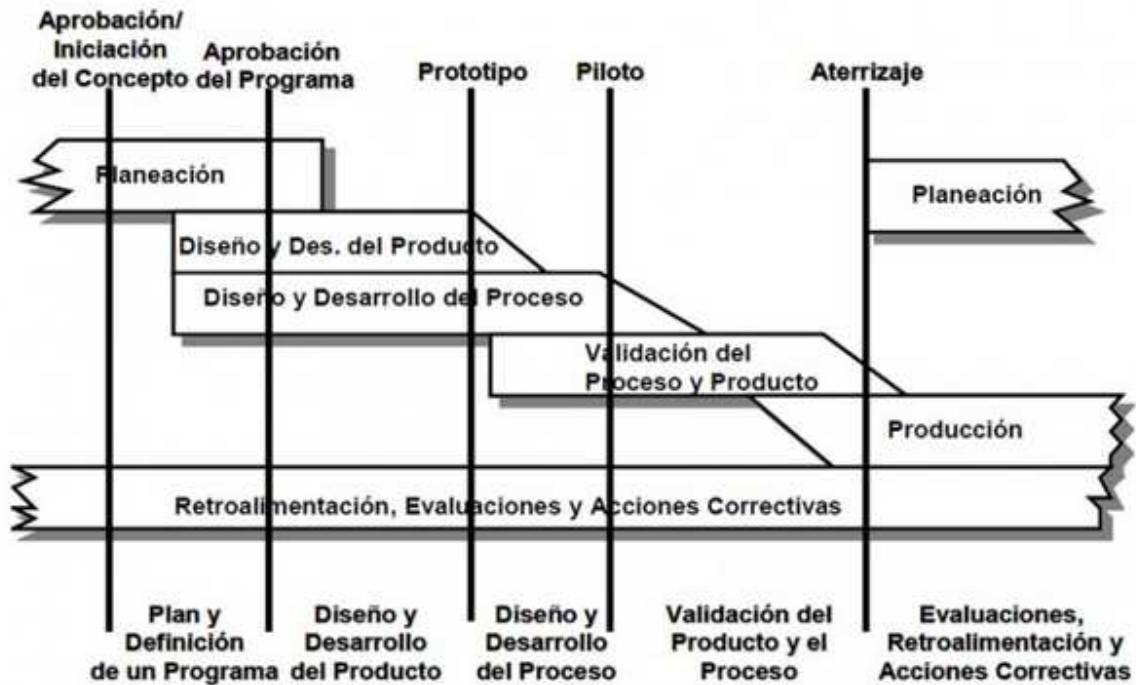 Aprobación/
Iniciación
del Concepto
Aprobación
del Programa
Prototipo
Piloto
Aterrizaje
Planeación
Planeación
Diseño y Des. del Producto
Diseño y Desarrollo del Proceso
Validación del
Proceso y Producto
Producción
Retroalimentación, Evaluaciones y Acciones Correctivas
Plan y
Definición
de un Programa
Diseño y
Desarrollo
del Producto
Diseño y
Desarrollo
del Proceso
Validación del
Producto y el
Proceso
Evaluaciones,
Retroalimentación y
Acciones Correctivas